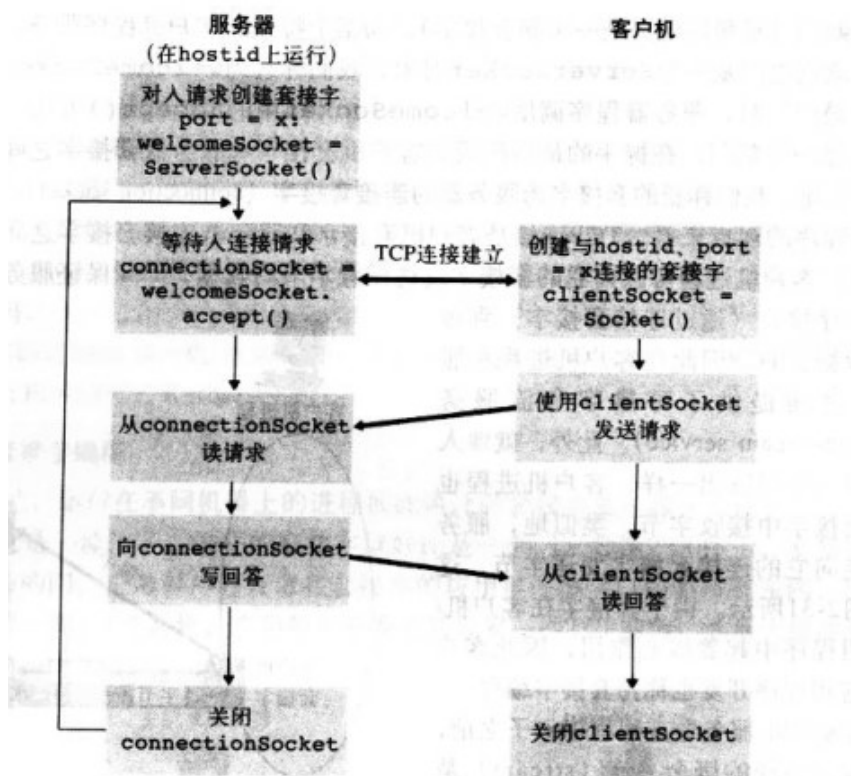 服务器
(在hostid上运行)
对人请求创建套接字
port = x:
welcomeSocket =
ServerSocket()
等待人连接请求
connectionSocket =
welcomeSocket.
accept()
从connectionSocket
读请求
向connectionSocket
写回答
关闭
connectionSocket
TCP连接建立
客户机
创建与hostid、port
= x连接的套接字
clientSocket =
Socket()
使用clientSocket
发送请求
从clientSocket
读回答
关闭clientSocket